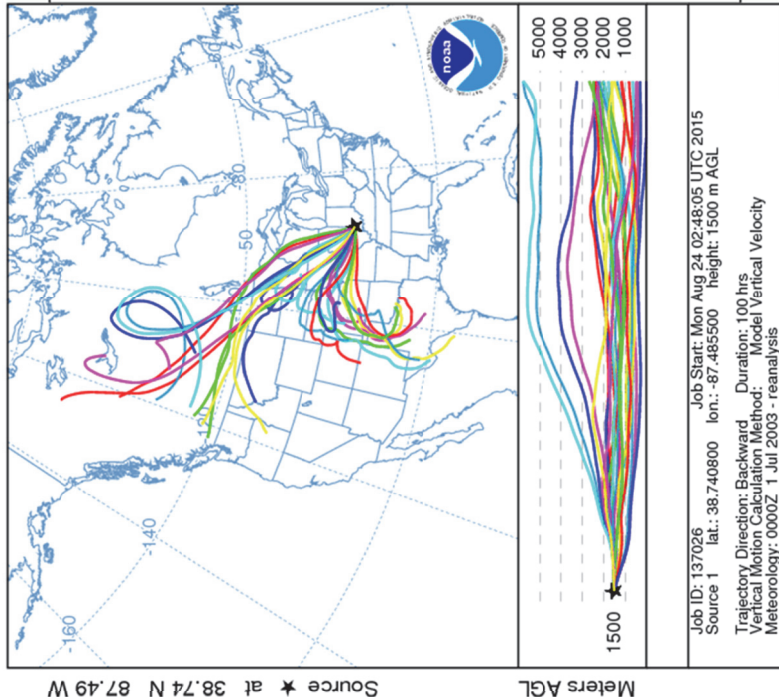 -160
-140
120
50
80
60
noaa
Source ★ at 38.74 N 87.49 W
Meters AGL
1500
5000
4000
3000
2000
1000
Job ID: 137026 Job Start: Mon Aug 24 02:48:05 UTC 2015
Source 1 lat.: 38.740800 lon.: -87.485500 height: 1500 m AGL
Trajectory Direction: Backward Duration: 100 hrs
Vertical Motion Calculation Method: Model Vertical Velocity
Meteorology: 0000Z 1 Jul 2003 - reanalysis